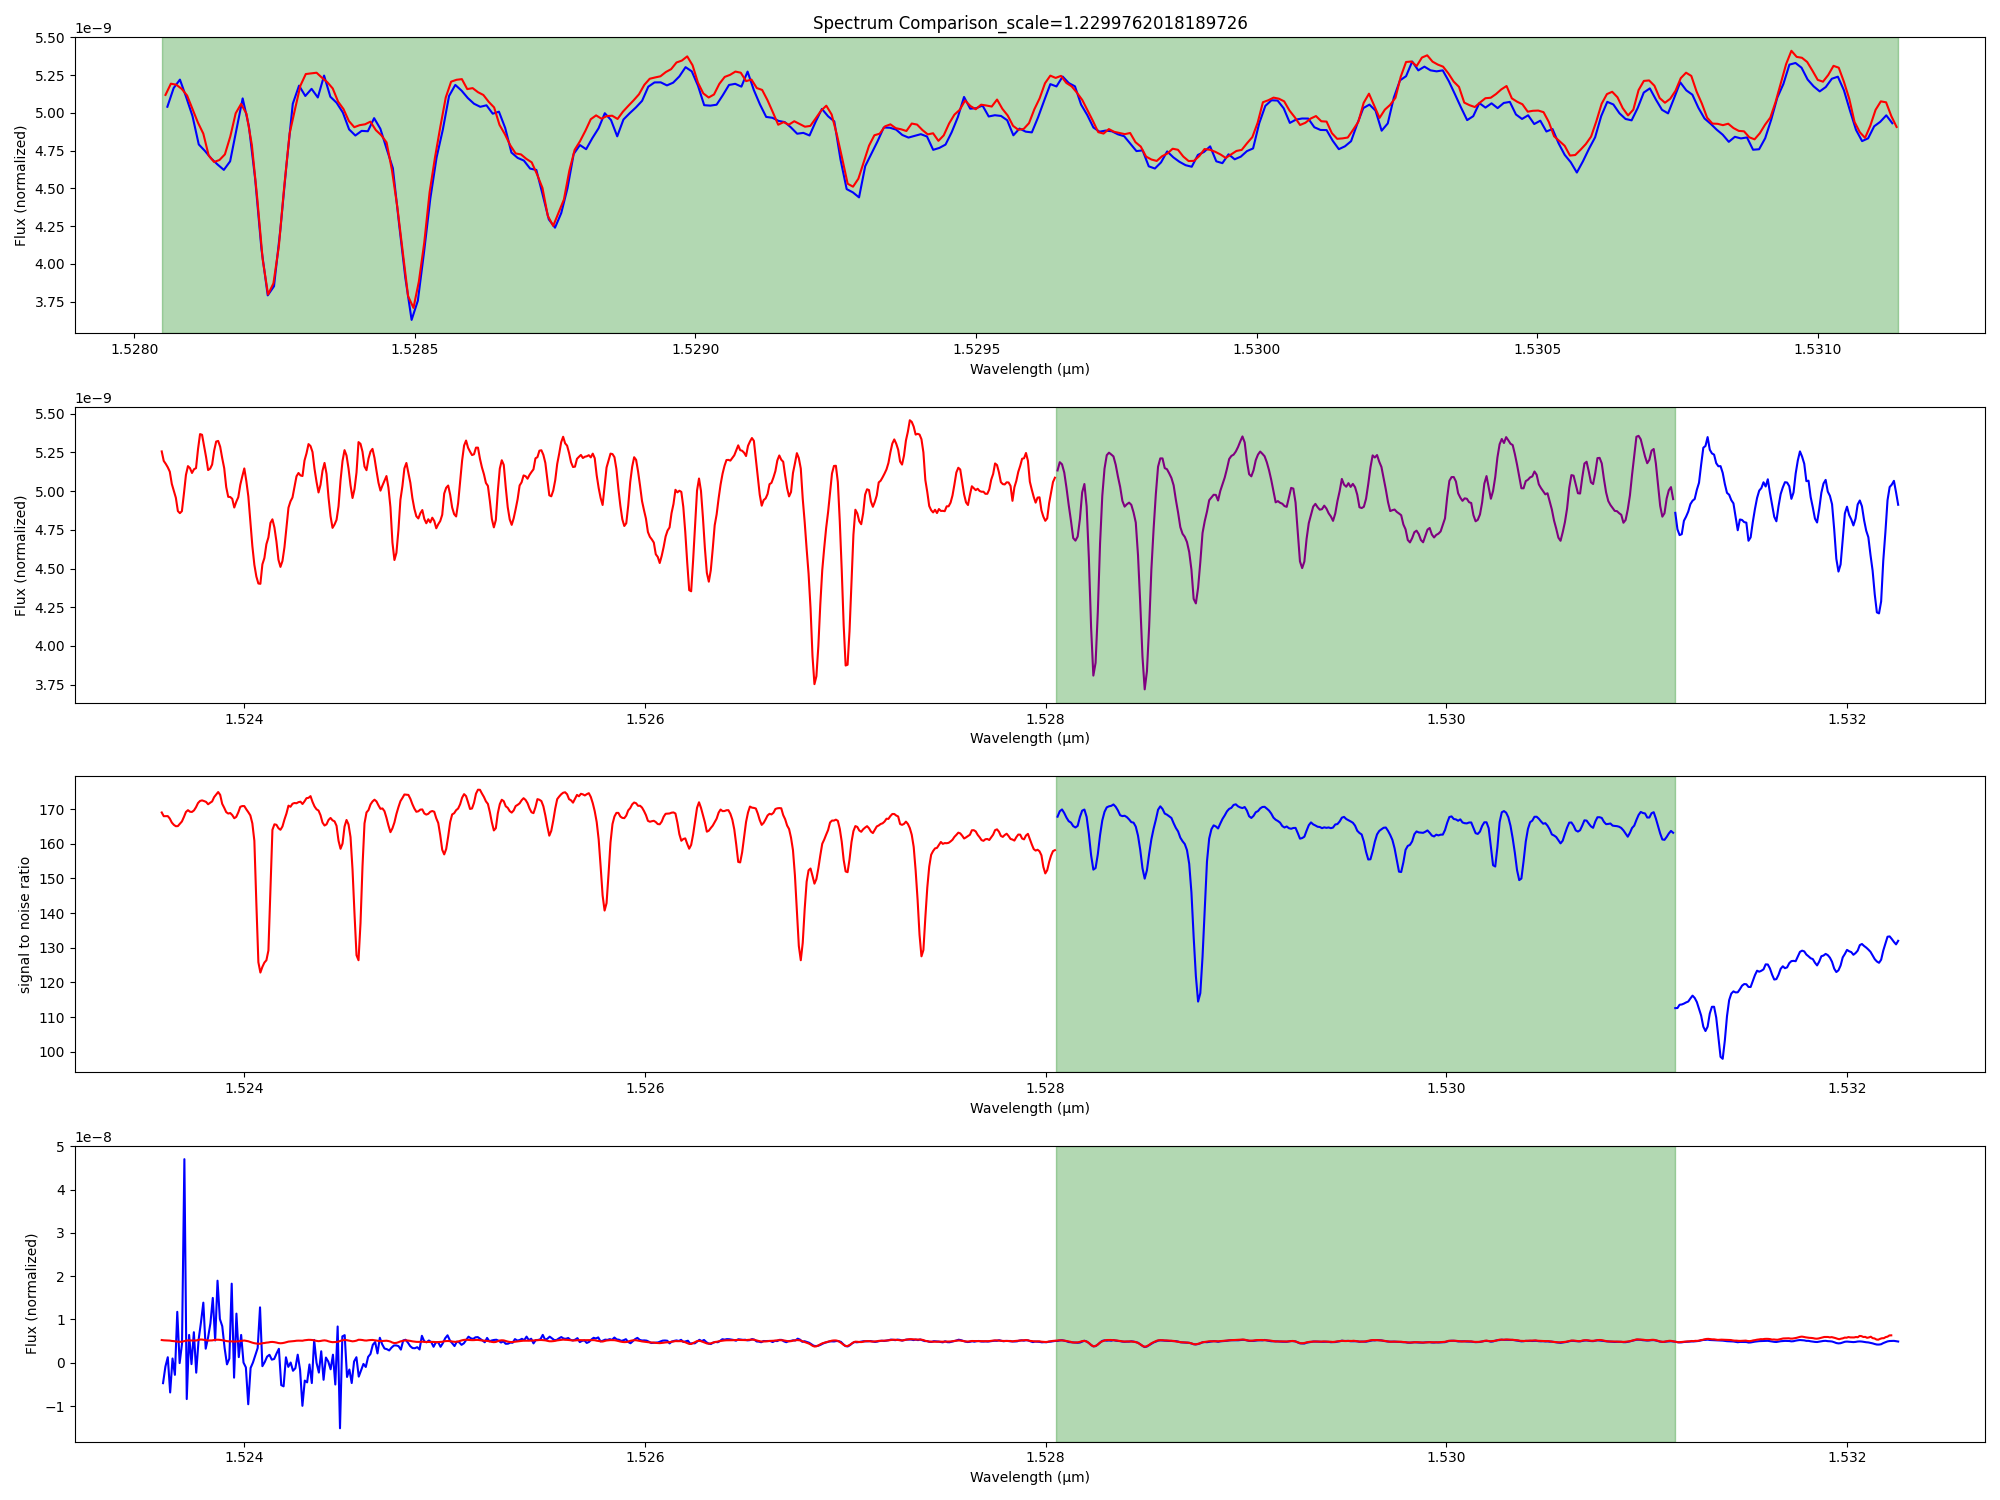 Spectrum Comparison_scale=1.2299762018189726
1e−9
Flux (normalized)
5.50
5.25
5.00
4.75
4.50
4.25
4.00
3.75
1.5280 1.5285 1.5290 1.5295 1.5300 1.5305 1.5310
Wavelength (μm)
1e−9
Flux (normalized)
5.50
5.25
5.00
4.75
4.50
4.25
4.00
3.75
1.524 1.526 1.528 1.530 1.532
Wavelength (μm)
signal to noise ratio
170
160
150
140
130
120
110
100
1.524 1.526 1.528 1.530 1.532
Wavelength (μm)
1e−8
Flux (normalized)
5
4
3
2
1
0
−1
1.524 1.526 1.528 1.530 1.532
Wavelength (μm)